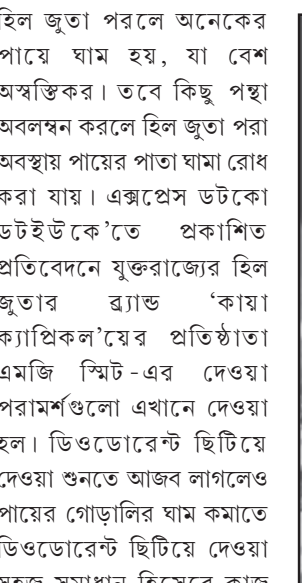 হিল জুতা পরলে অনেকের
পায়ে ঘাম হয়, যা বেশ
অস্বস্তিকর। তবে কিছু পন্থা
অবলম্বন করলে হিল জুতা পরা
অবস্থায় পায়ের পাতা ঘামা রোধ
করা যায়। এক্সপ্রেস ডটকো
ডটইউকে’তে প্রকাশিত
প্রতিবেদনে যুক্তরাজ্যের হিল
জুতার ব্র্যান্ড ‘কায়া
ক্যাপ্রিকল’য়ের প্রতিষ্ঠাতা
এমজি স্মিট-এর দেওয়া
পরামর্শগুলো এখানে দেওয়া
হল। ডিওডোরেন্ট ছিটিয়ে
দেওয়া শুনতে আজব লাগলেও
পায়ের গোড়ালির ঘাম কমাতে
ডিওডোরেন্ট ছিটিয়ে দেওয়া
সহজ সমাধান হিসেবে কাজ